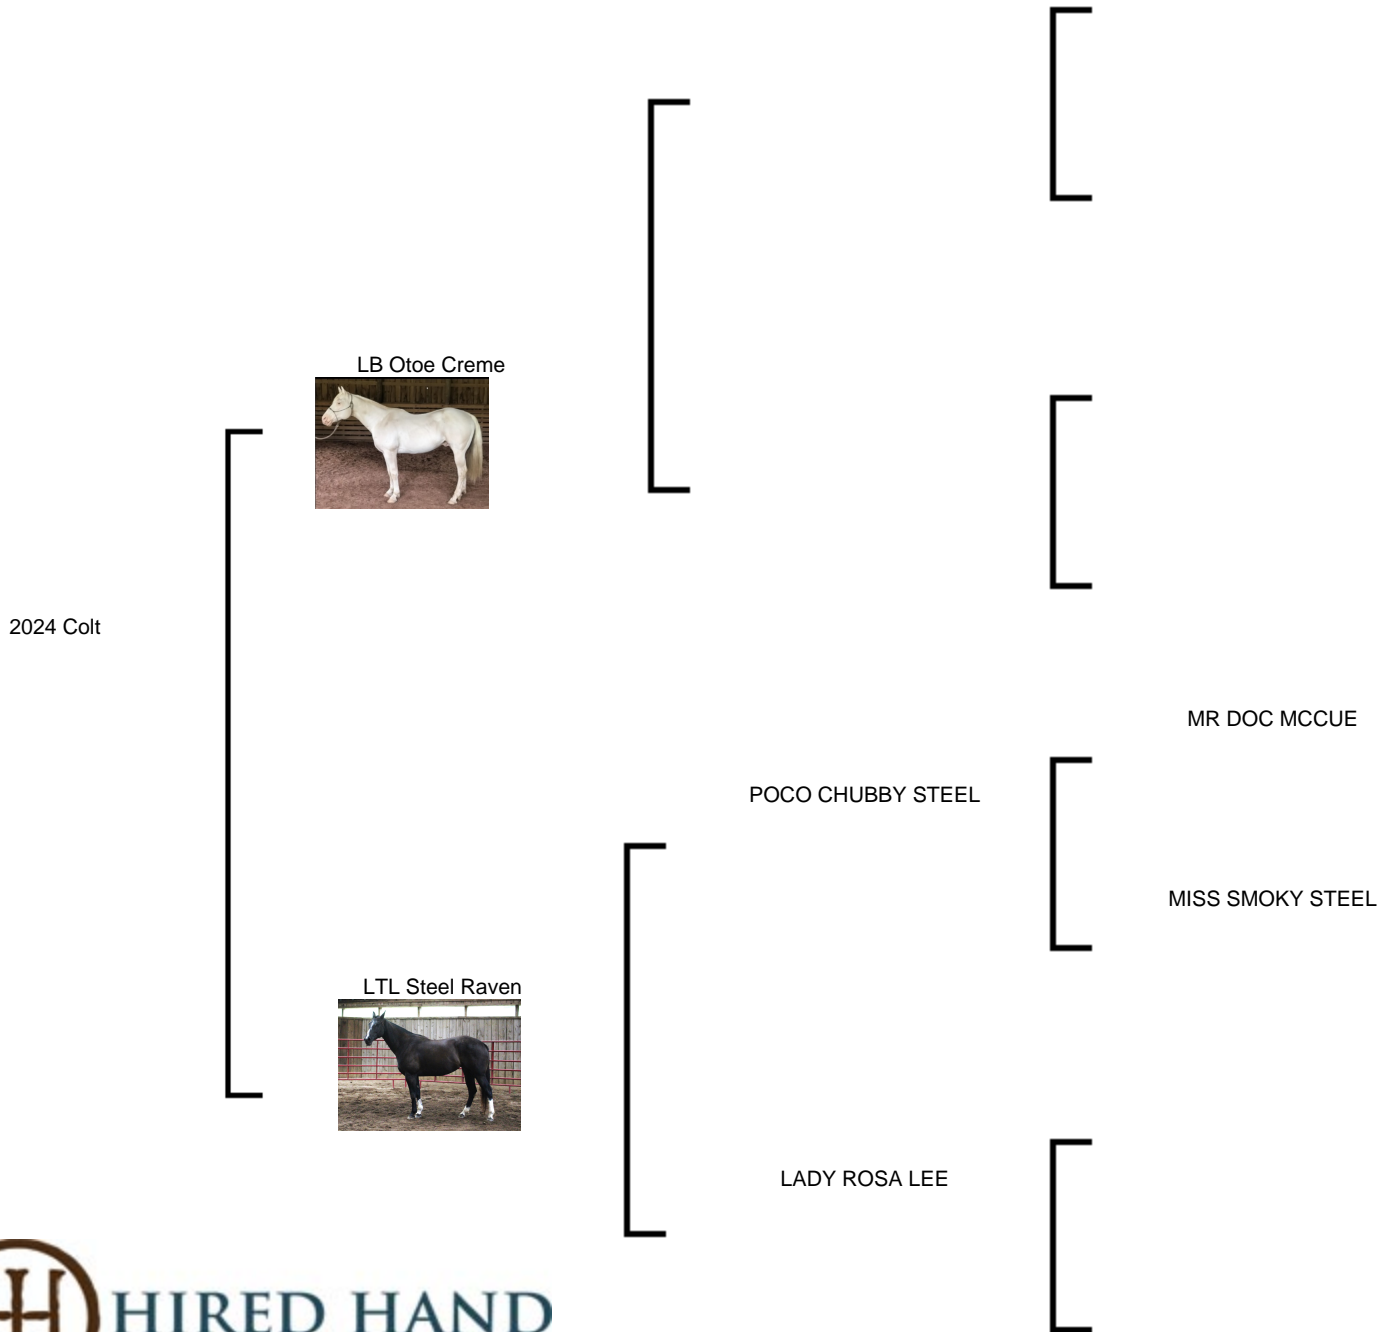 LB Otoe Creme
2024 Colt
MR DOC MCCUE
POCO CHUBBY STEEL
MISS SMOKY STEEL
LTL Steel Raven
LADY ROSA LEE
H HIRED HAND